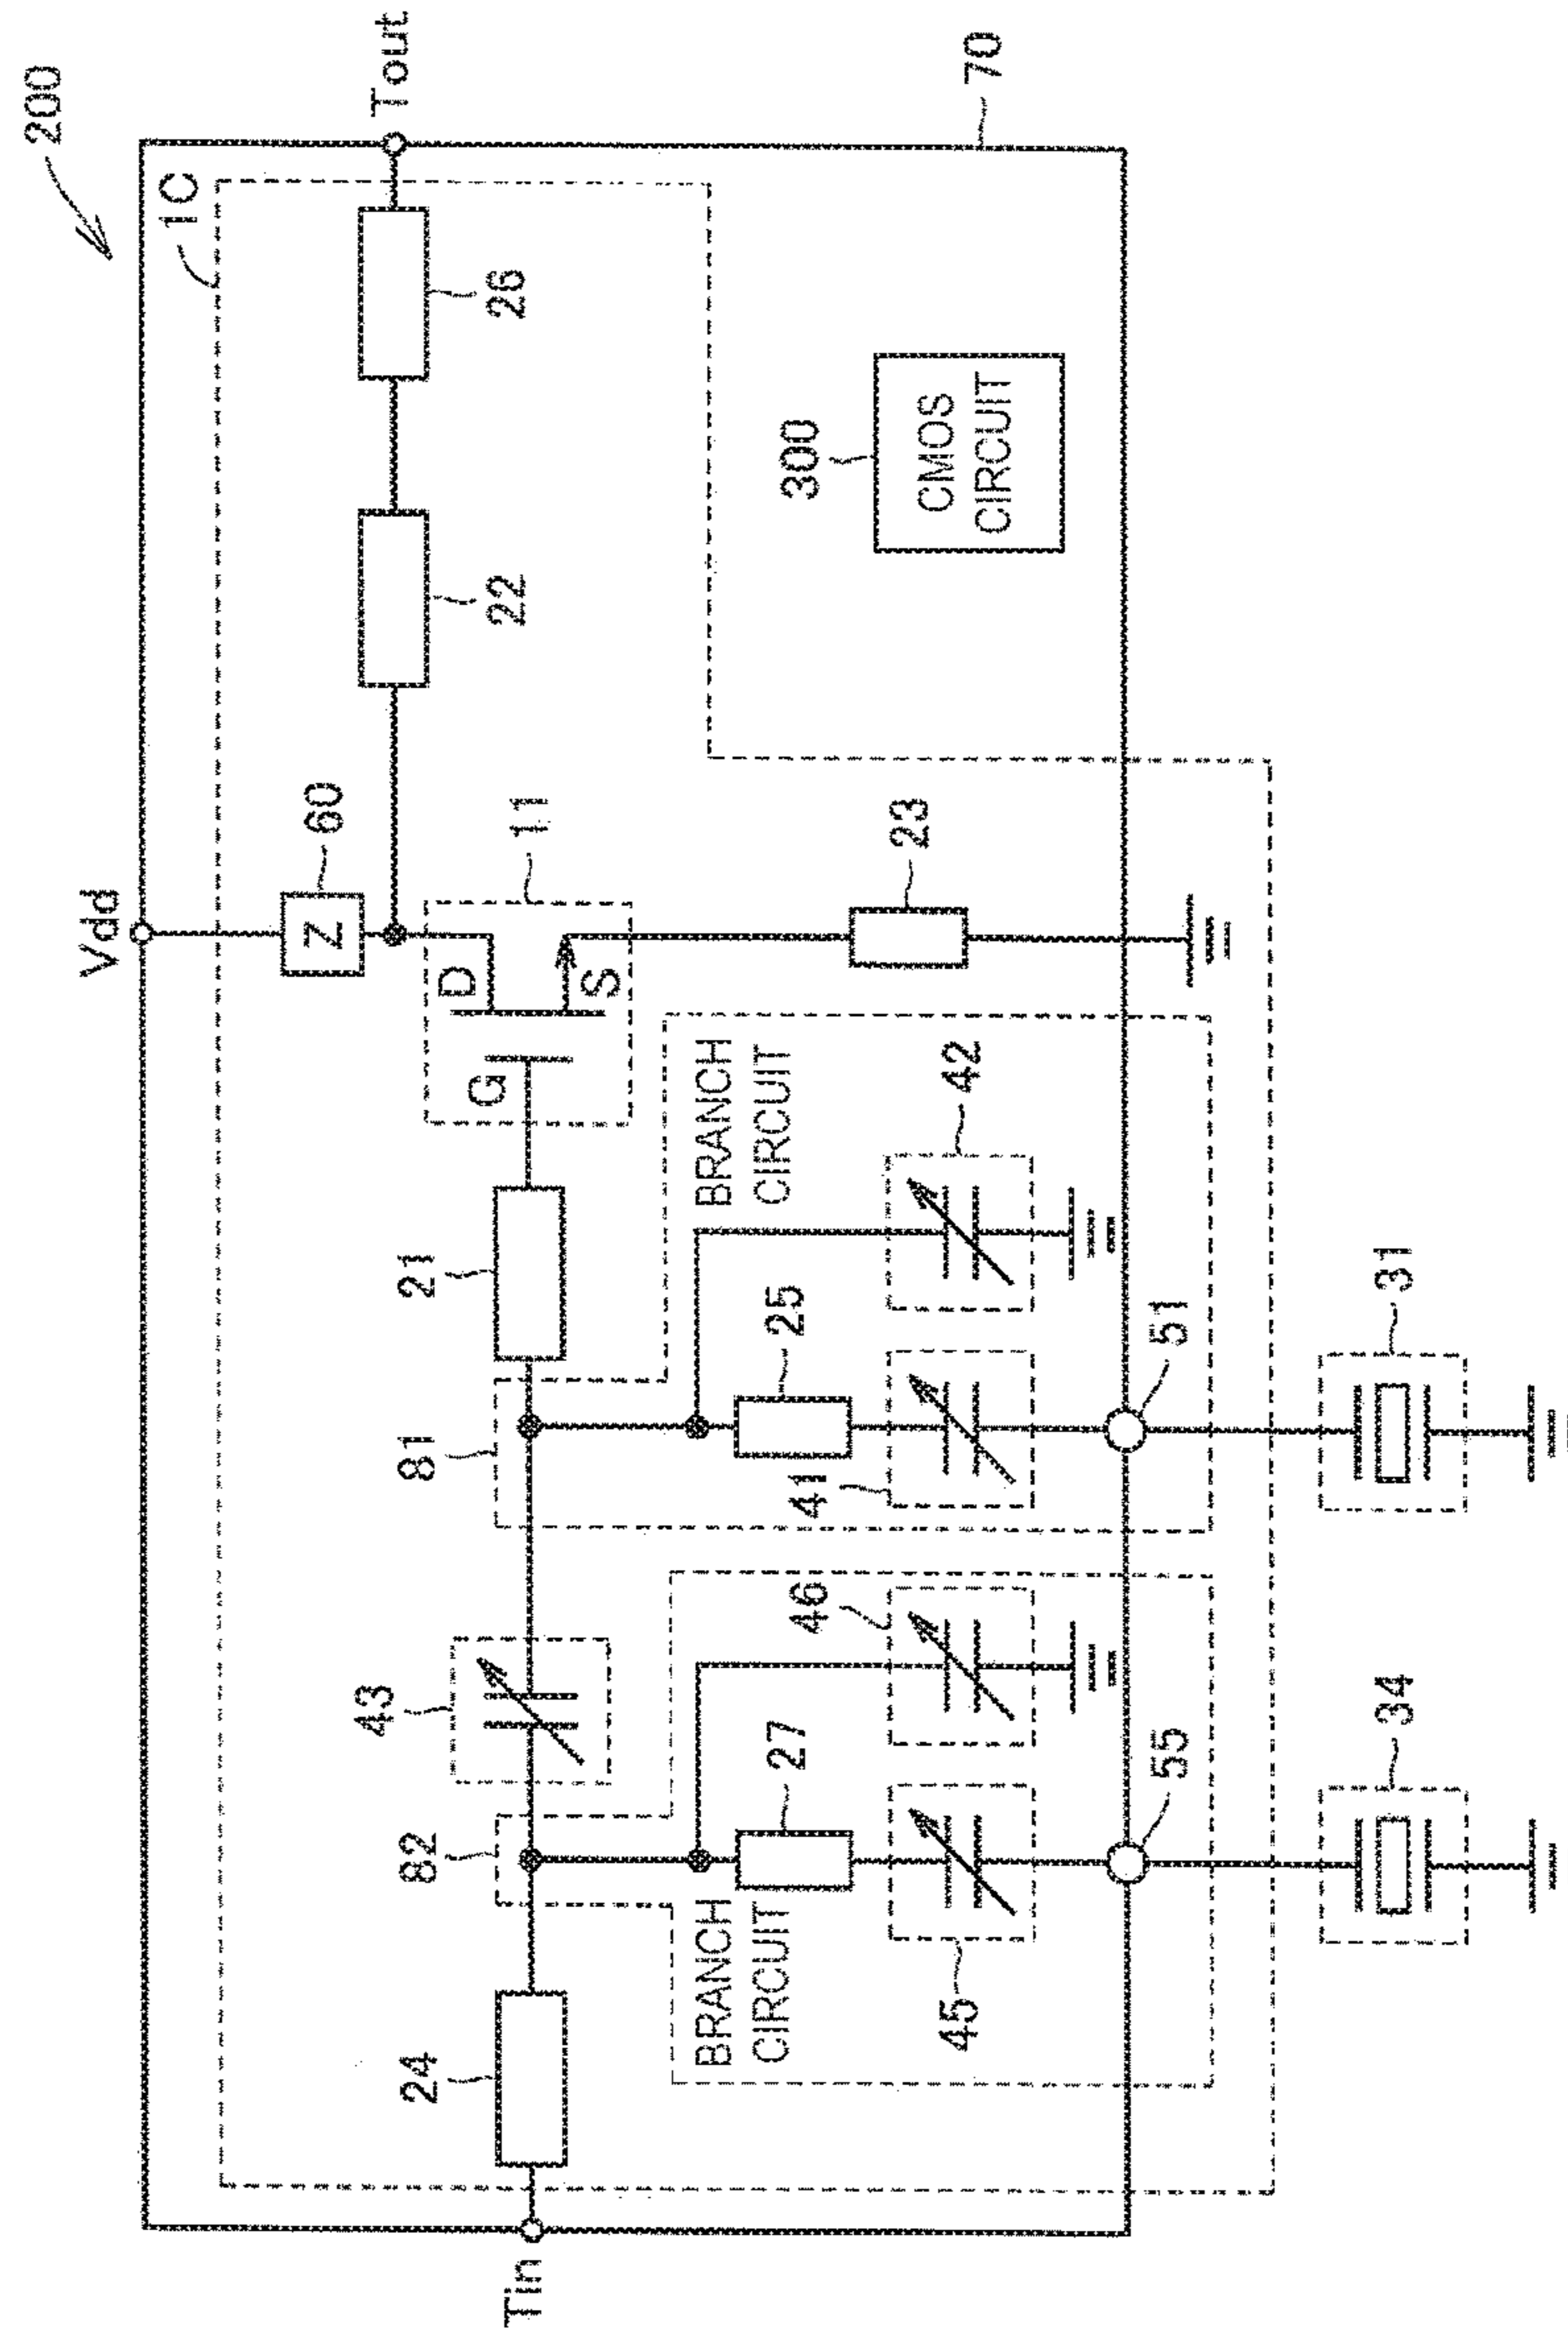 200
Vdd
1C
Z
60
Tout
D
S
G
11
22
26
21
43
24
Tin
81
82
BRANCH
CIRCUIT
25
41
42
23
300
CMOS
CIRCUIT
70
BRANCH
CIRCUIT
27
45
46
51
55
31
34